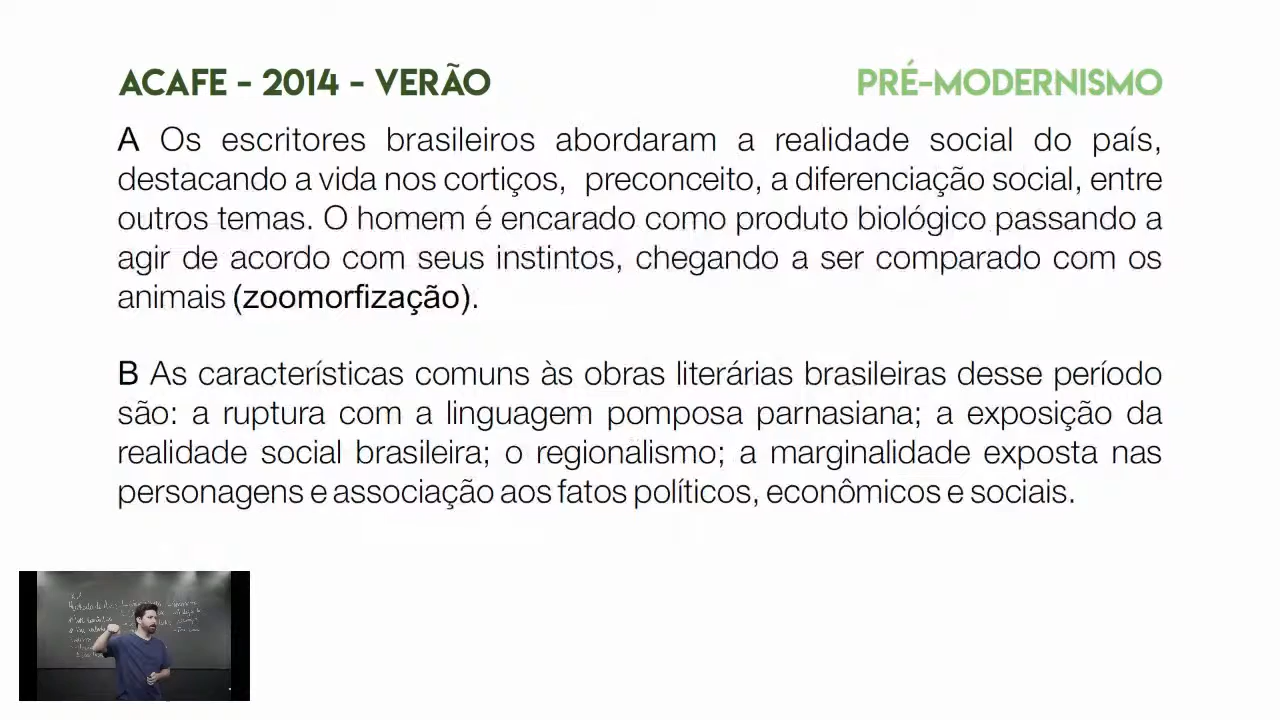 ACAFE - 2014 - VERÃO
PRÉ-MODERNISMO
A Os escritores brasileiros abordaram a realidade social do país,
destacando a vida nos cortiços, preconceito, a diferenciação social, entre
outros temas. O homem é encarado como produto biológico passando a
agir de acordo com seus instintos, chegando a ser comparado com os
animais (zoomorfização).
B As características comuns às obras literárias brasileiras desse período
são: a ruptura com a linguagem pomposa parnasiana; a exposição da
realidade social brasileira; o regionalismo; a marginalidade exposta nas
personagens e associação aos fatos políticos, econômicos e sociais.